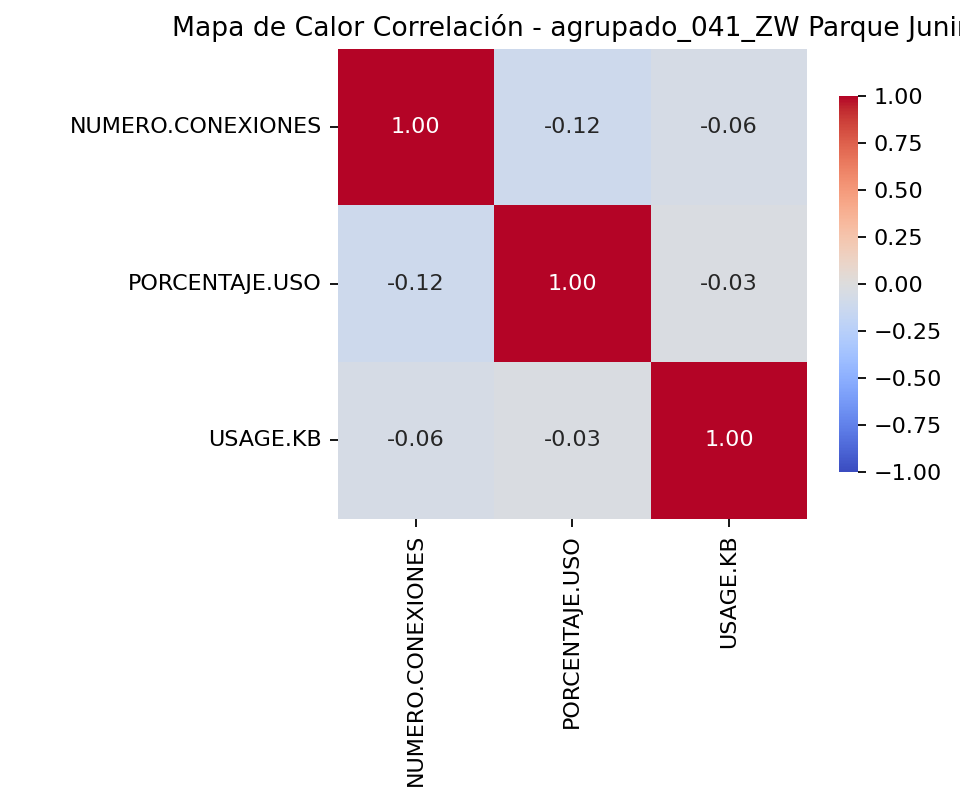 Mapa de Calor Correlación - agrupado_041_ZW Parque
NUMERO.CONEXIONES 1.00 -0.12 -0.06
PORCENTAJE.USO -0.12 1.00 -0.03
USAGE.KB -0.06 -0.03 1.00
NUMERO.CONEXIONES
PORCENTAJE.USO
USAGE.KB
1.00
0.75
0.50
0.25
0.00
−0.25
−0.50
−0.75
−1.00